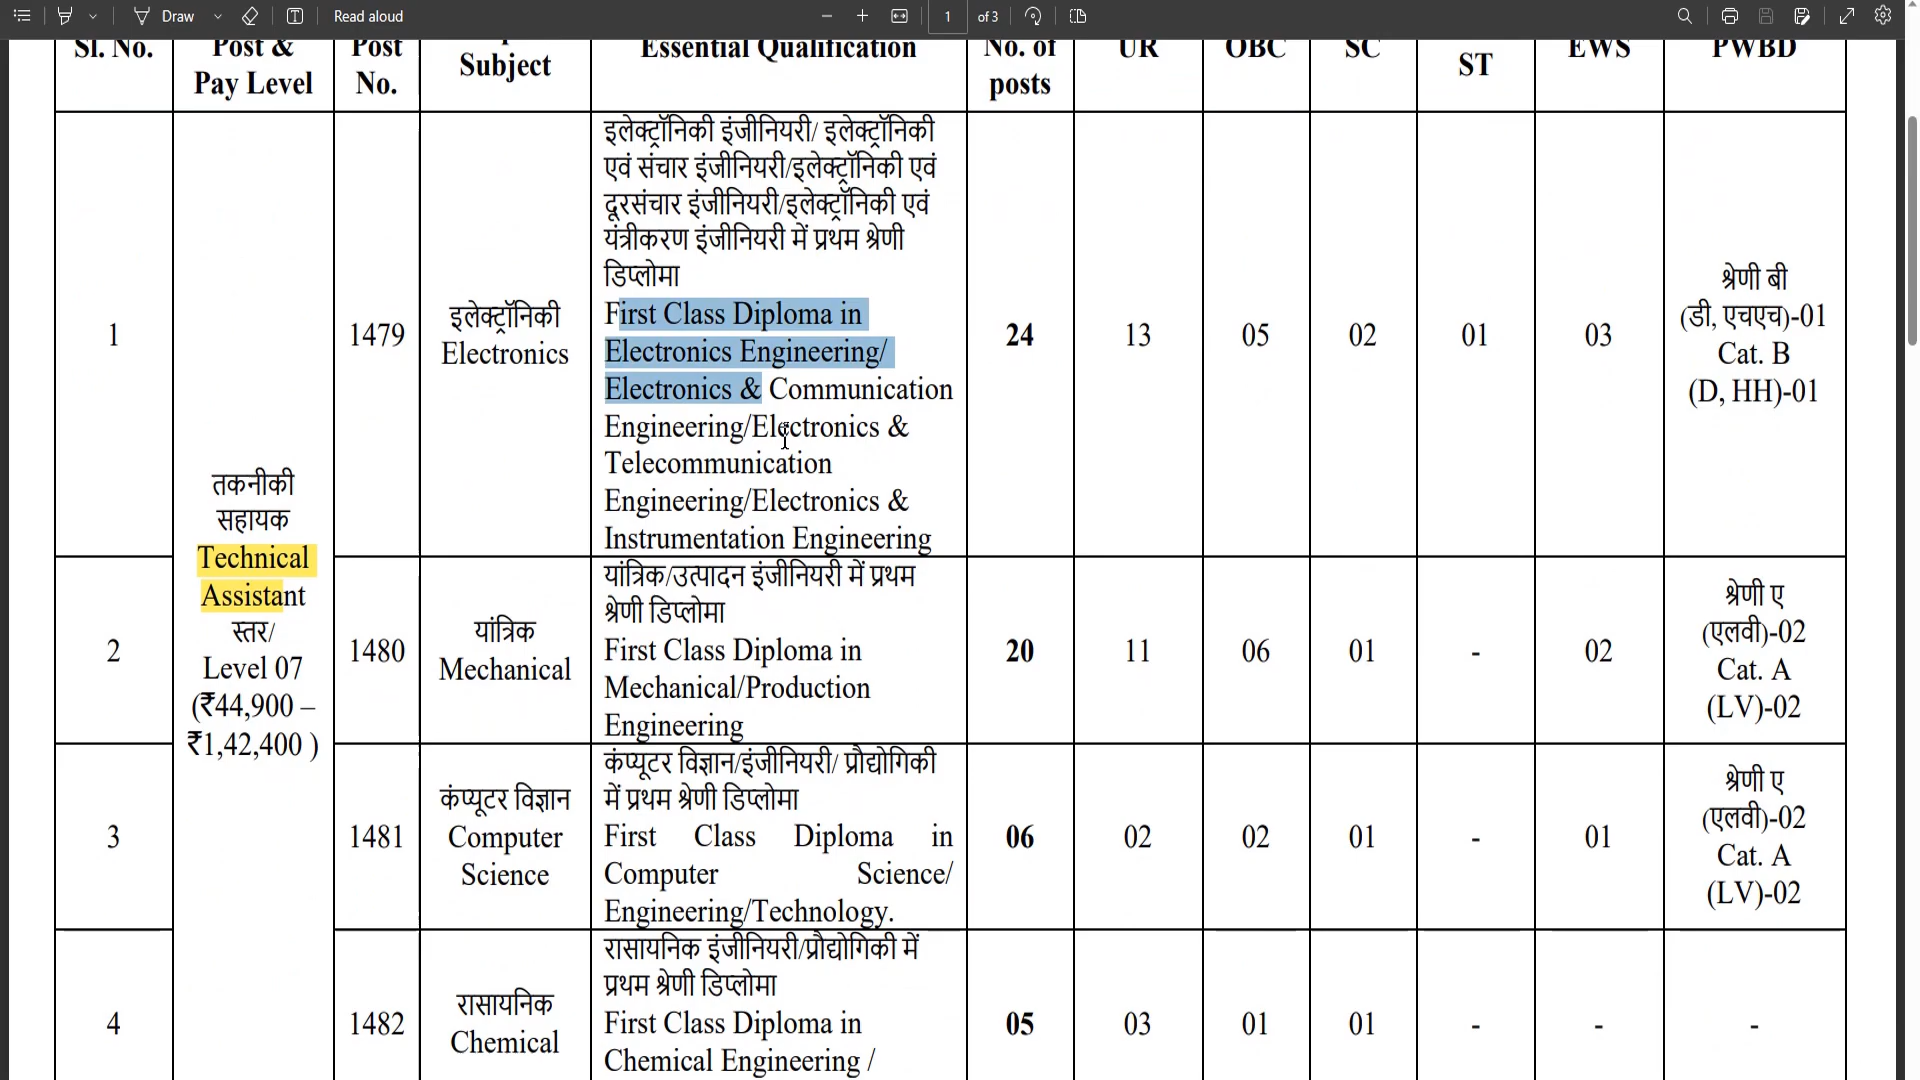 Draw
Read aloud
1
of 3
Sl. No.
Post &
Pay Level
Post
No.
Subject
Essential Qualification
No. of
posts
UR
OBC
SC
ST
EWS
PWBD
1
तकनीकी
सहायक
Technical
Assistant
स्तर/
Level 07
(₹44,900 –
₹1,42,400 )
1479
इलेक्ट्रॉनिकी
Electronics
इलेक्ट्रॉनिकी इंजीनियरी/ इलेक्ट्रॉनिकी
एवं संचार इंजीनियरी/इलेक्ट्रॉनिकी एवं
दूरसंचार इंजीनियरी/इलेक्ट्रॉनिकी एवं
यंत्रीकरण इंजीनियरी में प्रथम श्रेणी
डिप्लोमा
First Class Diploma in
Electronics Engineering/
Electronics & Communication
Engineering/Electronics &
Telecommunication
Engineering/Electronics &
Instrumentation Engineering
24
13
05
02
01
03
श्रेणी बी
(डी, एचएच)-01
Cat. B
(D, HH)-01
2
1480
यांत्रिक
Mechanical
यांत्रिक/उत्पादन इंजीनियरी में प्रथम
श्रेणी डिप्लोमा
First Class Diploma in
Mechanical/Production
Engineering
20
11
06
01
-
02
श्रेणी ए
(एलवी)-02
Cat. A
(LV)-02
3
1481
कंप्यूटर विज्ञान
Computer
Science
कंप्यूटर विज्ञान/इंजीनियरी/ प्रौद्योगिकी
में प्रथम श्रेणी डिप्लोमा
First Class Diploma in
Computer Science/
Engineering/Technology.
06
02
02
01
-
01
श्रेणी ए
(एलवी)-02
Cat. A
(LV)-02
4
1482
रासायनिक
Chemical
रासायनिक इंजीनियरी/प्रौद्योगिकी में
प्रथम श्रेणी डिप्लोमा
First Class Diploma in
Chemical Engineering /
05
03
01
01
-
-
-